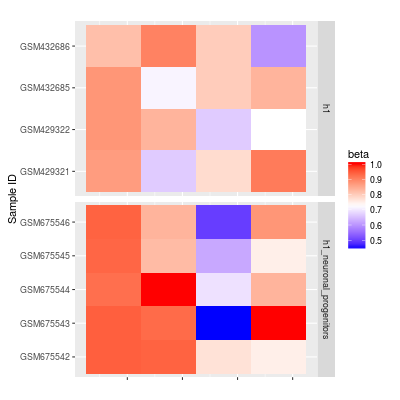 GSM432686
GSM432685
GSM429322
GSM429321
h1
GSM675546
GSM675545
GSM675544
GSM675543
GSM675542
h1_neuronal_progenitors
Sample ID
beta
1.0
0.9
0.8
0.7
0.6
0.5